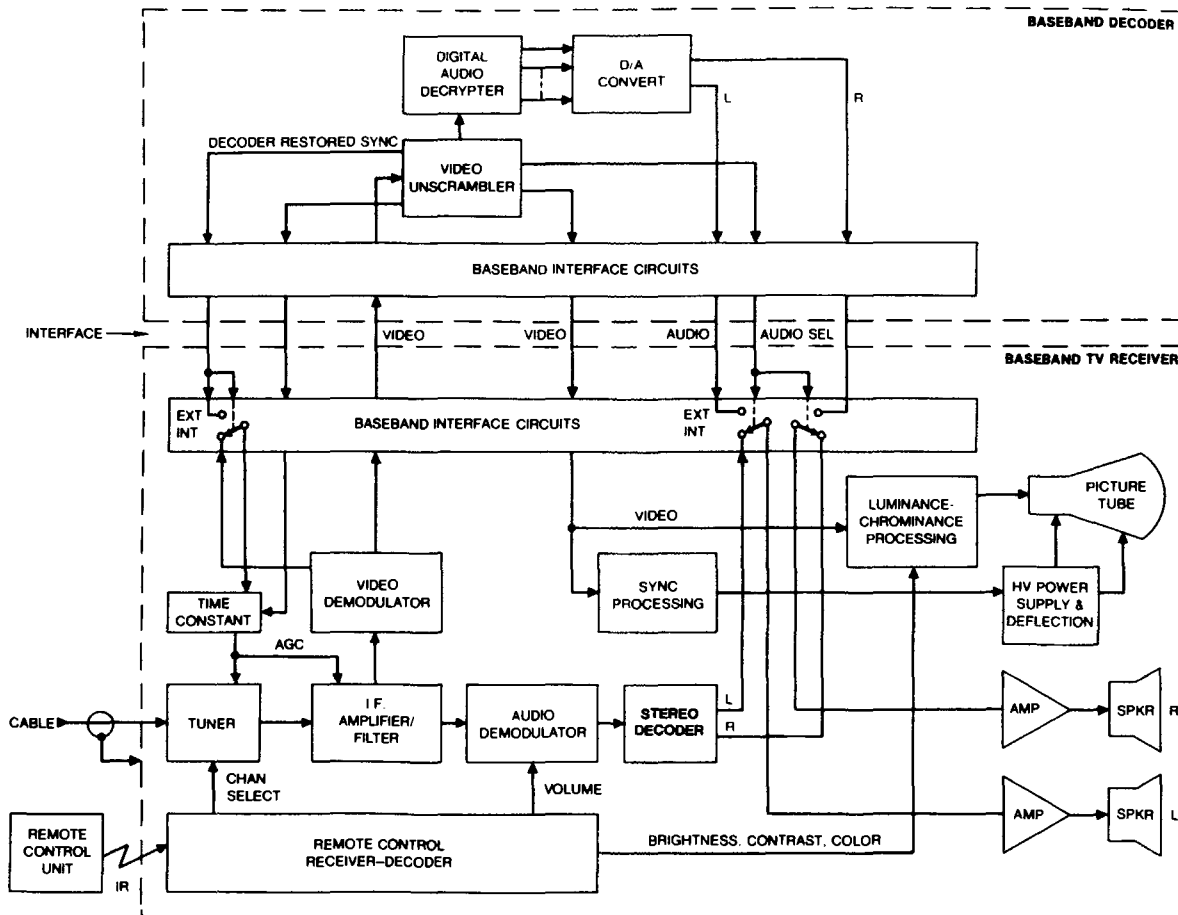 BASEBAND DECODER
DIGITAL
AUDIO
DECRYPTER
D/A
CONVERT
L
R
DECODER RESTORED SYNC
VIDEO
UNSCRAMBLER
BASEBAND INTERFACE CIRCUITS
INTERFACE
VIDEO
VIDEO
AUDIO
AUDIO SEL
BASEBAND TV RECEIVER
EXT
INT
BASEBAND INTERFACE CIRCUITS
EXT
INT
PICTURE
TUBE
LUMINANCE-
CHROMINANCE
PROCESSING
VIDEO
VIDEO
DEMODULATOR
SYNC
PROCESSING
HV POWER
SUPPLY &
DEFLECTION
TIME
CONSTANT
AGC
CABLE
TUNER
I.F.
AMPLIFIER/
FILTER
AUDIO
DEMODULATOR
STEREO
DECODER
L
R
AMP
SPKR
R
CHAN
SELECT
VOLUME
AMP
SPKR
L
REMOTE
CONTROL
UNIT
IR
REMOTE CONTROL
RECEIVER–DECODER
BRIGHTNESS, CONTRAST, COLOR